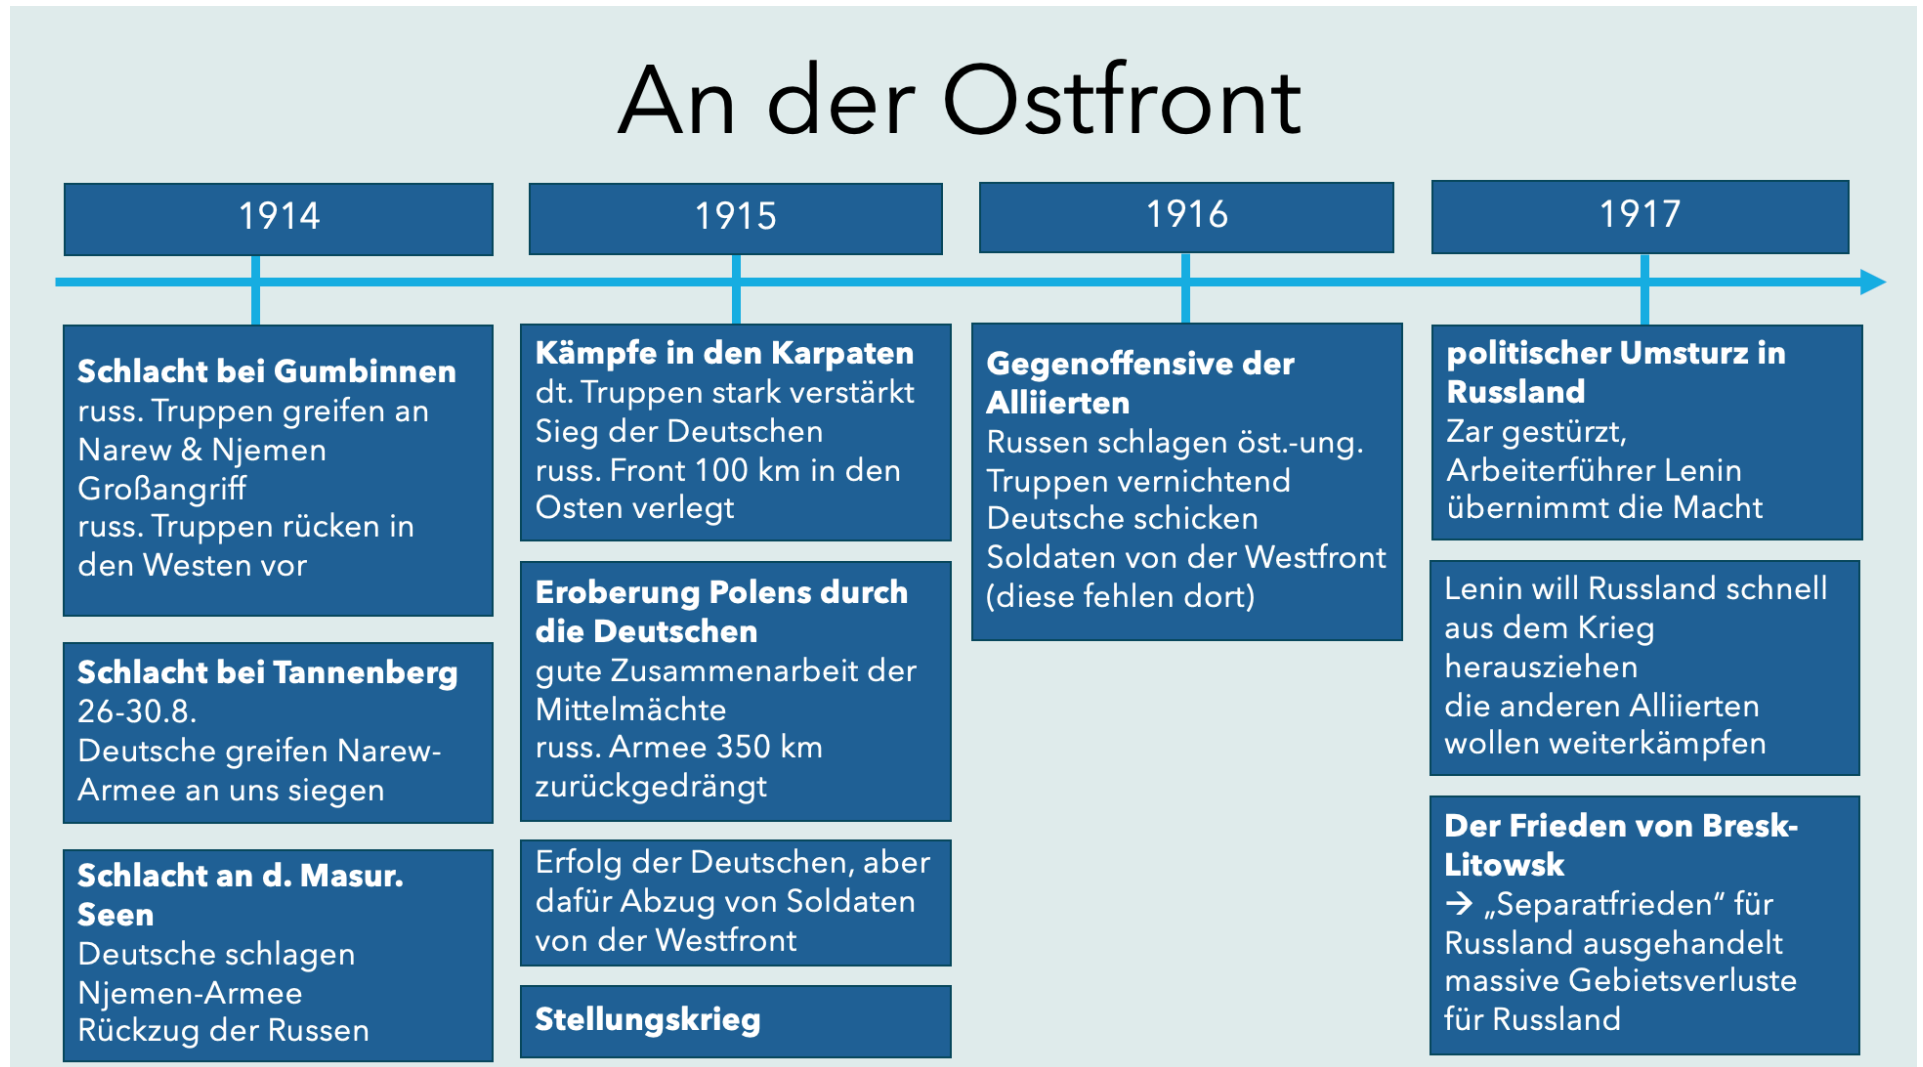 An der Ostfront
1914
Schlacht bei Gumbinnen
russ. Truppen greifen an
Narew & Njemen
Großangriff
russ. Truppen rücken in
den Westen vor
Schlacht bei Tannenberg
26-30.8.
Deutsche greifen Narew-
Armee an uns siegen
Schlacht an d. Masur.
Seen
Deutsche schlagen
Njemen-Armee
Rückzug der Russen
1915
Kämpfe in den Karpaten
dt. Truppen stark verstärkt
Sieg der Deutschen
russ. Front 100 km in den
Osten verlegt
Eroberung Polens durch
die Deutschen
gute Zusammenarbeit der
Mittelmächte
russ. Armee 350 km
zurückgedrängt
Erfolg der Deutschen, aber
dafür Abzug von Soldaten
von der Westfront
Stellungskrieg
1916
Gegenoffensive der
Alliierten
Russen schlagen öst.-ung.
Truppen vernichtend
Deutsche schicken
Soldaten von der Westfront
(diese fehlen dort)
1917
politischer Umsturz in
Russland
Zar gestürzt,
Arbeiterführer Lenin
übernimmt die Macht
Lenin will Russland schnell
aus dem Krieg
herausziehen
die anderen Alliierten
wollen weiterkämpfen
Der Frieden von Bresk-
Litowsk
→ „Separatfrieden“ für
Russland ausgehandelt
massive Gebietsverluste
für Russland